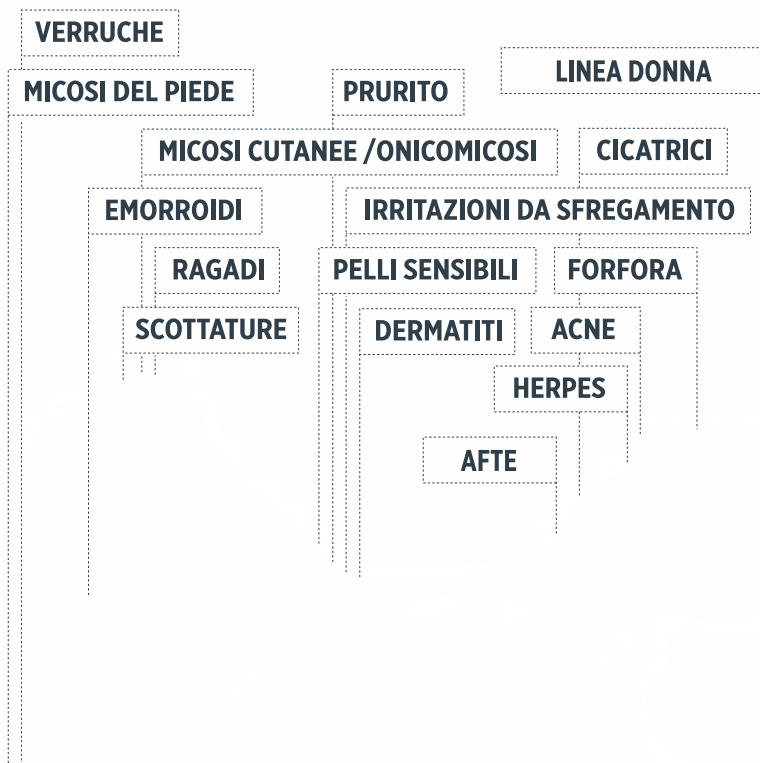 VERRUCHE
LINEA DONNA
MICOSI DEL PIEDE
PRURITO
MICOSI CUTANEE /ONICOMICOSI
CICATRICI
EMORROIDI
IRRITAZIONI DA SFREGAMENTO
RAGADI
PELLI SENSIBILI
FORFORA
SCOTTATURE
DERMATITI
ACNE
HERPES
AFTE